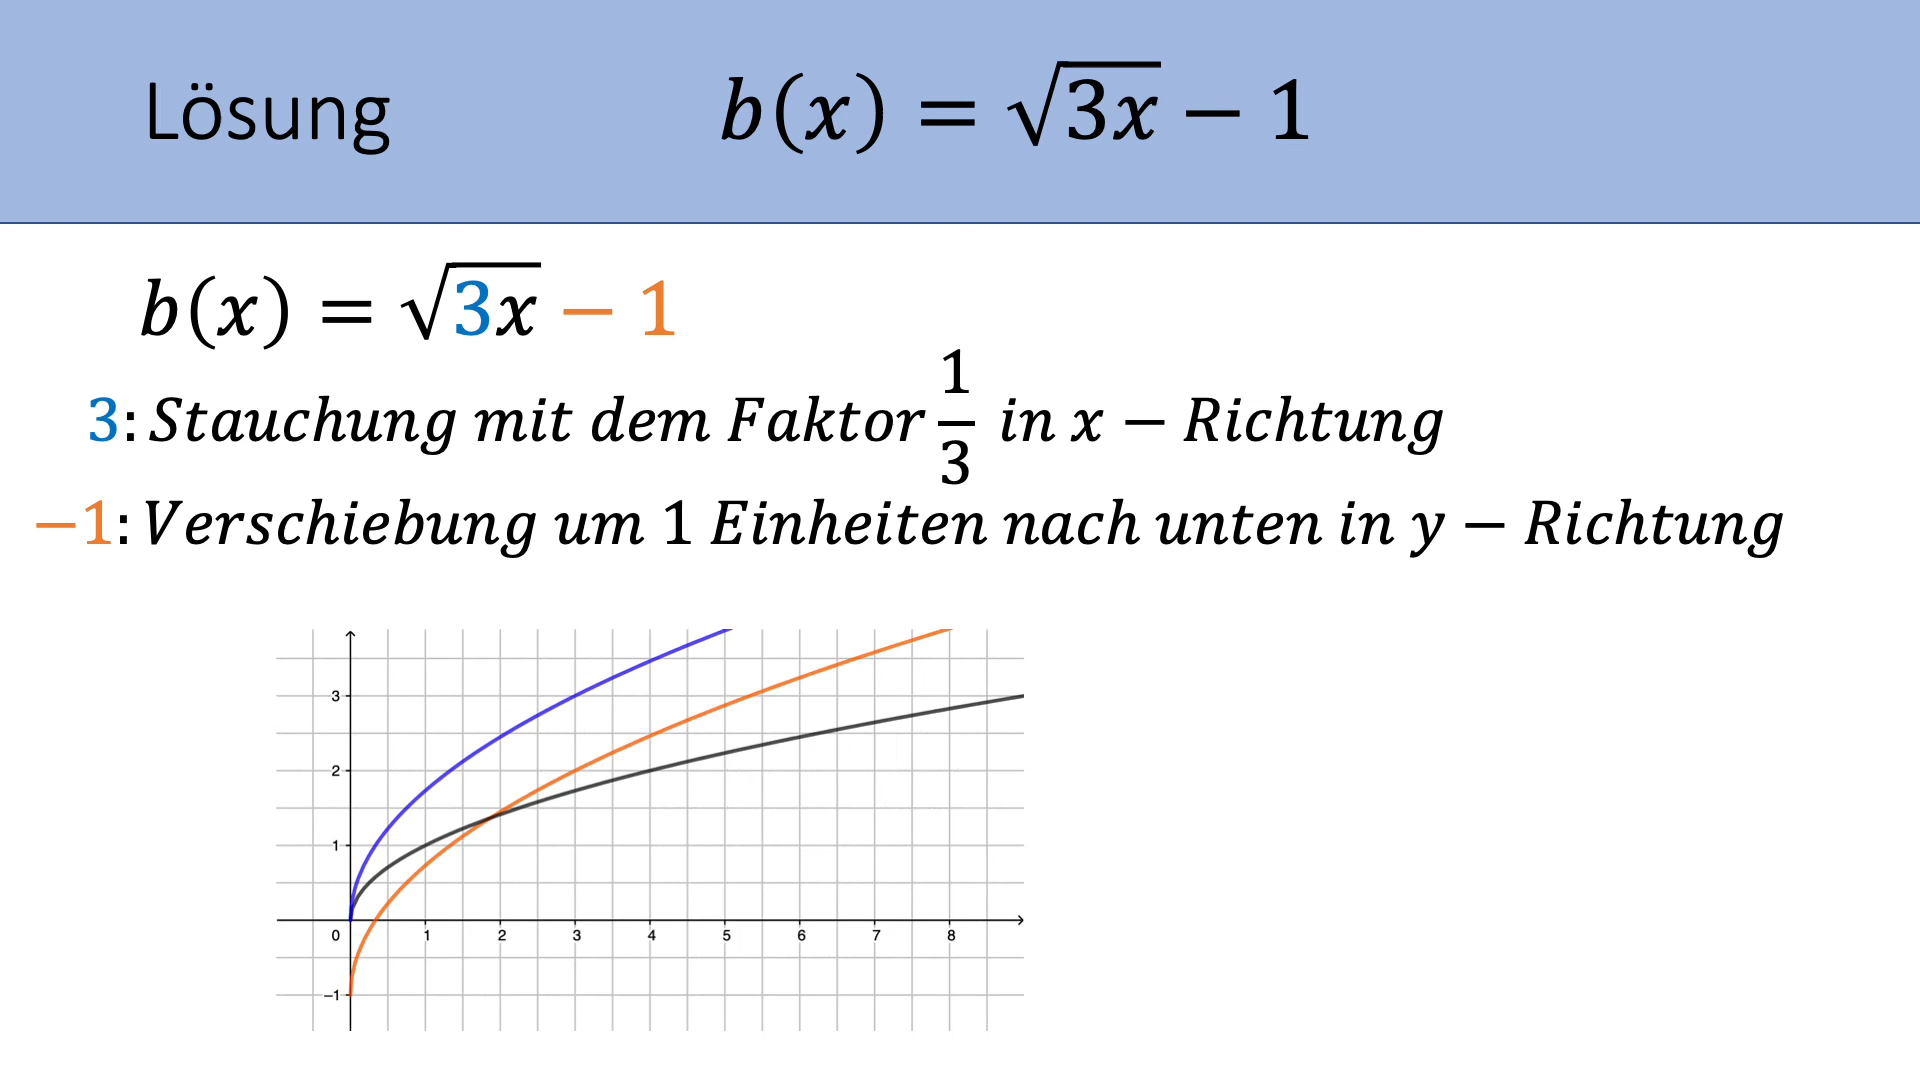 Lösung
b(x) = √3x − 1
b(x) = √3x − 1
3: Stauchung mit dem Faktor 1/3 in x − Richtung
−1: Verschiebung um 1 Einheiten nach unten in y − Richtung
3
2
1
0 1 2 3 4 5 6 7 8
−1